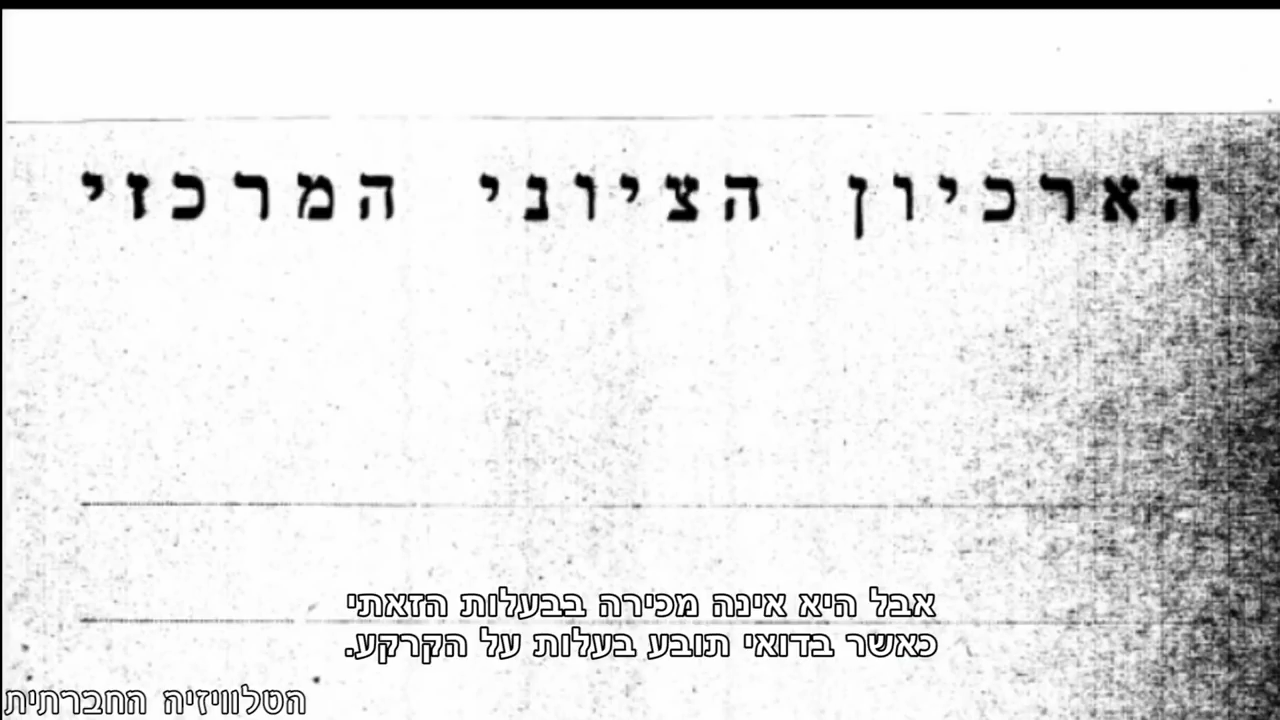 הארכיון הציוני המרכזי
אבל היא אינה מכירה בבעלות הזאתי
כאשר בדואי תובע בעלות על הקרקע.
הטלוויזיה החברתית